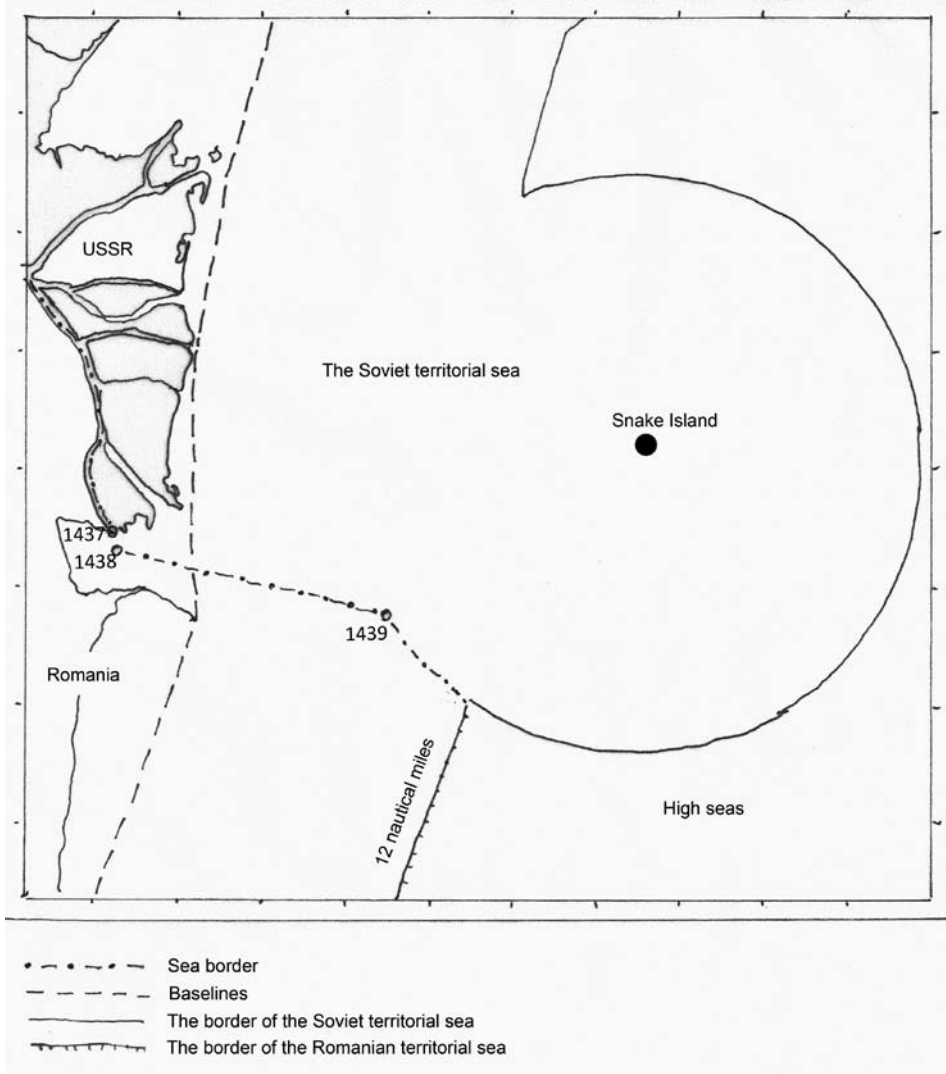 USSR
The Soviet territorial sea
Snake Island
1437
1438
1439
Romania
12 nautical miles
High seas
Sea border
Baselines
The border of the Soviet territorial sea
The border of the Romanian territorial sea